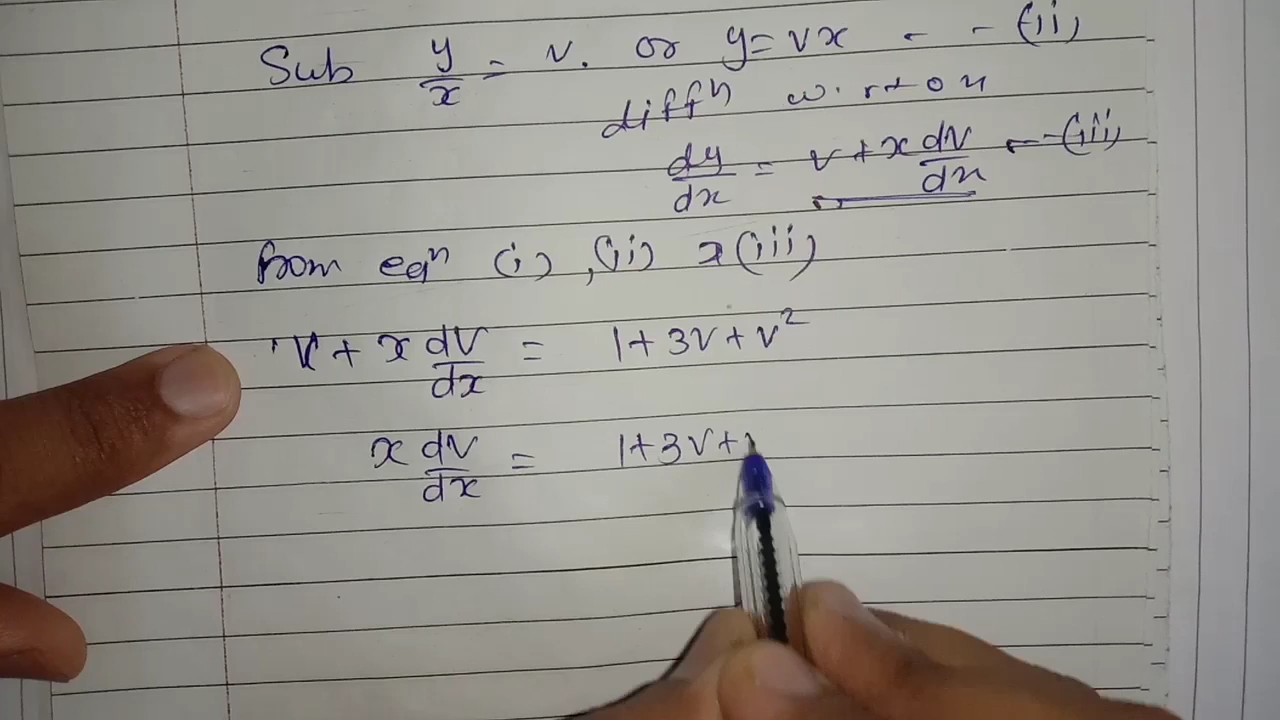 Sub y/x = v. or y = vx - - (ii)
diffn w.r.to x
dy/dx = v + x dv/dx - - (iii)
from eqn (i), (ii) & (iii)
v + x dv/dx = 1 + 3v + v²
x dv/dx = 1 + 3v +